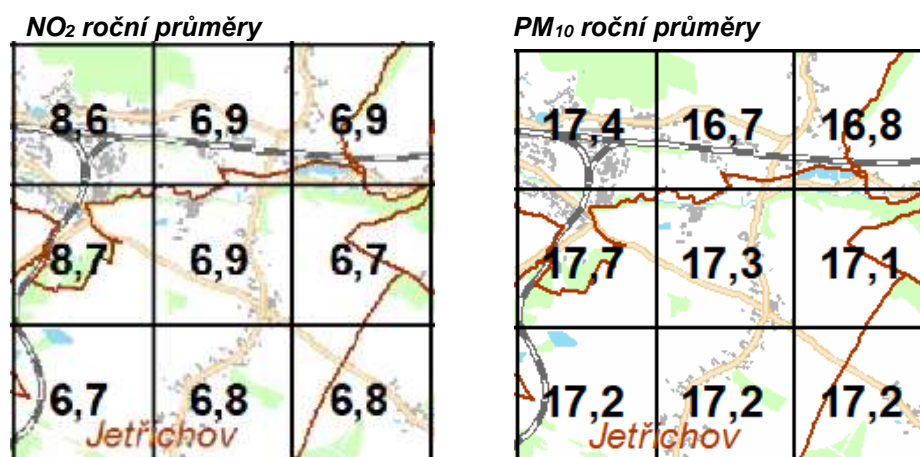 NO₂ roční průměry
8,6 6,9 6,9
8,7 6,9 6,7
6,7 6,8 6,8
Jetřichov
PM₁₀ roční průměry
17,4 16,7 16,8
17,7 17,3 17,1
17,2 17,2 17,2
Jetřichov